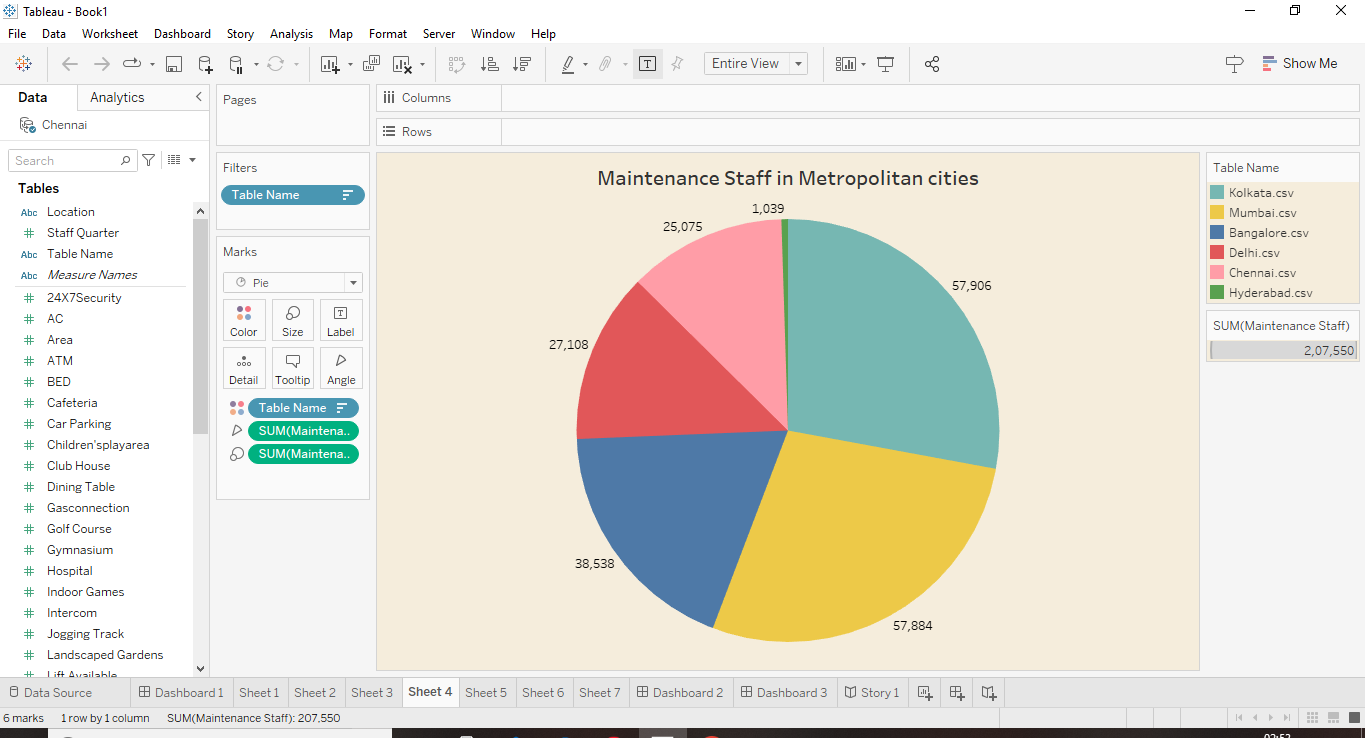 Tableau - Book1
File Data Worksheet Dashboard Story Analysis Map Format Server Window Help
Entire View
Show Me
Data Analytics
Chennai
Search
Tables
Abc Location
Staff Quarter
Abc Table Name
Abc Measure Names
24X7Security
AC
Area
ATM
BED
Cafeteria
Car Parking
Children'splayarea
Club House
Dining Table
Gasconnection
Golf Course
Gymnasium
Hospital
Indoor Games
Intercom
Jogging Track
Landscaped Gardens
Lift Available
Pages
Filters
Table Name
Marks
Pie
Color Size Label
Detail Tooltip Angle
Table Name
SUM(Maintena..
SUM(Maintena..
Columns
Rows
Maintenance Staff in Metropolitan cities
1,039
25,075
57,906
27,108
38,538
57,884
Table Name
Kolkata.csv
Mumbai.csv
Bangalore.csv
Delhi.csv
Chennai.csv
Hyderabad.csv
SUM(Maintenance Staff)
2,07,550
Data Source Dashboard 1 Sheet 1 Sheet 2 Sheet 3 Sheet 4 Sheet 5 Sheet 6 Sheet 7 Dashboard 2 Dashboard 3 Story 1
6 marks 1 row by 1 column SUM(Maintenance Staff): 207,550